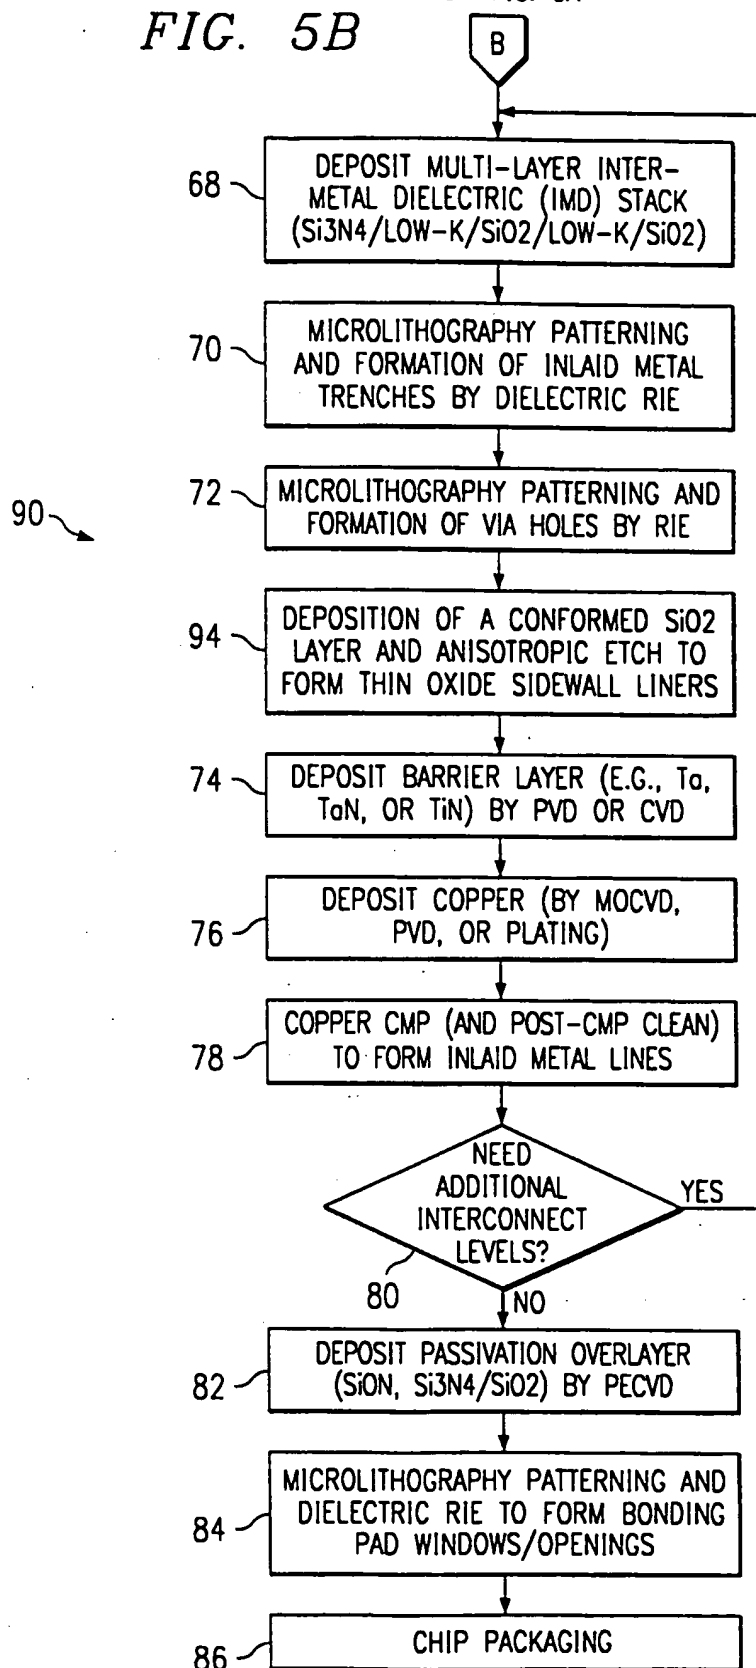 FIG. 5B
B
68
DEPOSIT MULTI-LAYER INTER-
METAL DIELECTRIC (IMD) STACK
(Si3N4/LOW-K/SiO2/LOW-K/SiO2)
70
MICROLITHOGRAPHY PATTERNING
AND FORMATION OF INLAID METAL
TRENCHES BY DIELECTRIC RIE
90
72
MICROLITHOGRAPHY PATTERNING AND
FORMATION OF VIA HOLES BY RIE
94
DEPOSITION OF A CONFORMED SiO2
LAYER AND ANISOTROPIC ETCH TO
FORM THIN OXIDE SIDEWALL LINERS
74
DEPOSIT BARRIER LAYER (E.G., Ta,
TaN, OR TiN) BY PVD OR CVD
76
DEPOSIT COPPER (BY MOCVD,
PVD, OR PLATING)
78
COPPER CMP (AND POST-CMP CLEAN)
TO FORM INLAID METAL LINES
NEED
ADDITIONAL
INTERCONNECT
LEVELS?
YES
80
NO
82
DEPOSIT PASSIVATION OVERLAYER
(SiON, Si3N4/SiO2) BY PECVD
84
MICROLITHOGRAPHY PATTERNING AND
DIELECTRIC RIE TO FORM BONDING
PAD WINDOWS/OPENINGS
86
CHIP PACKAGING